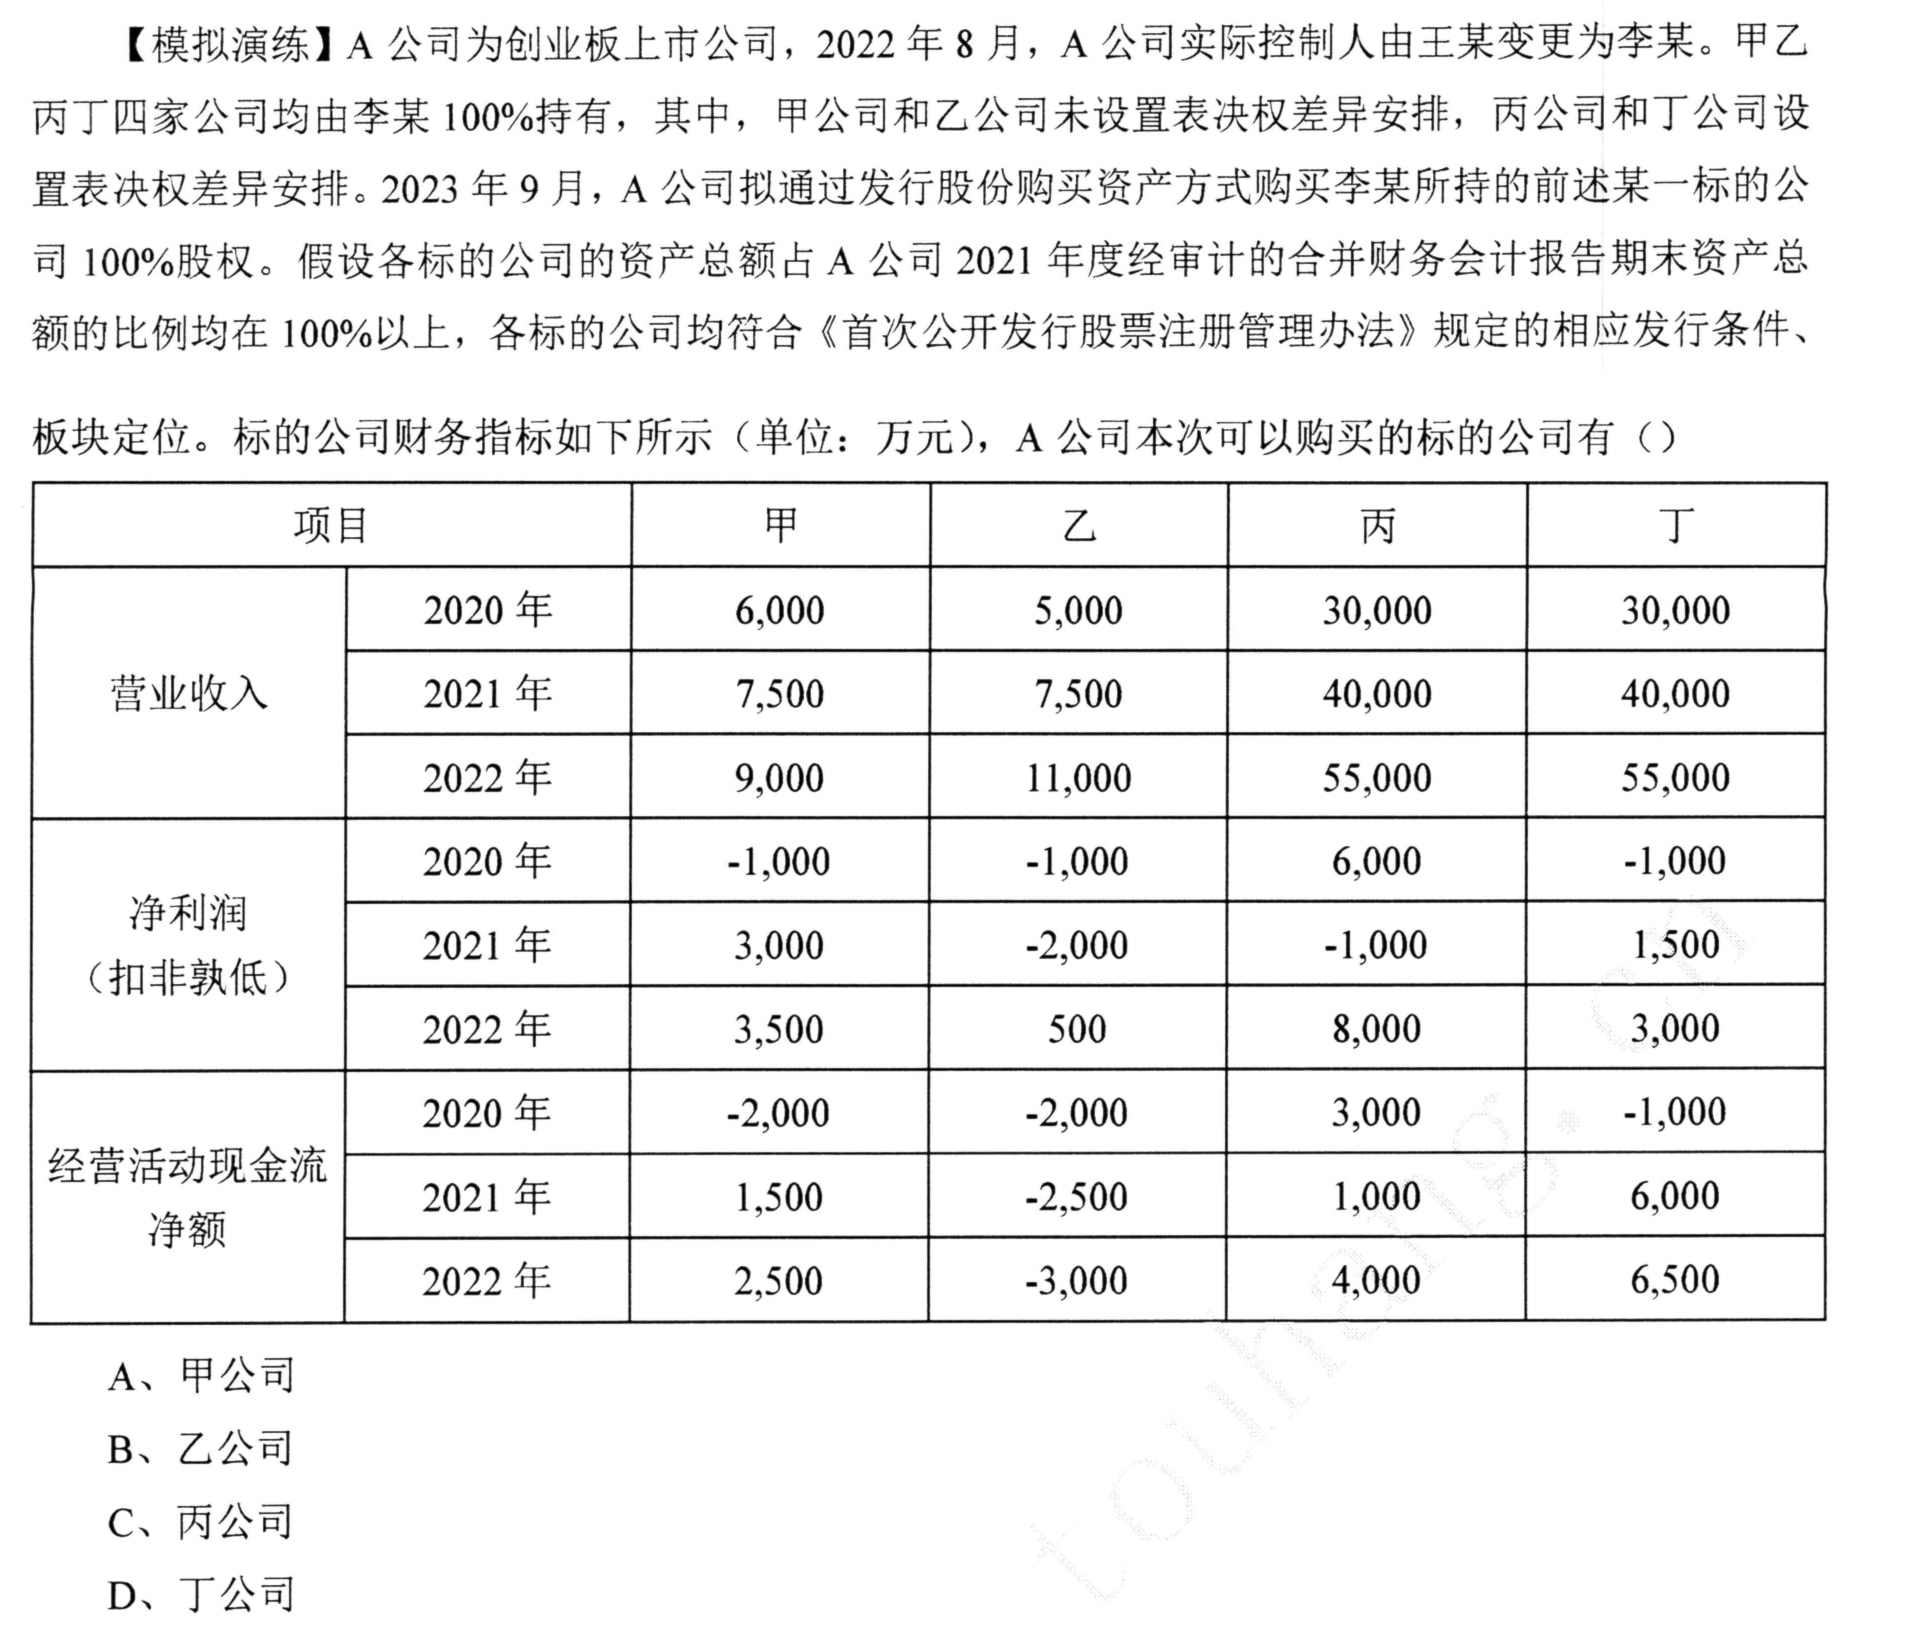 【模拟演练】A 公司为创业板上市公司，2022 年 8 月，A 公司实际控制人由王某变更为李某。甲乙
丙丁四家公司均由李某 100%持有，其中，甲公司和乙公司未设置表决权差异安排，丙公司和丁公司设
置表决权差异安排。2023 年 9 月，A 公司拟通过发行股份购买资产方式购买李某所持的前述某一标的公
司 100%股权。假设各标的公司的资产总额占 A 公司 2021 年度经审计的合并财务会计报告期末资产总
额的比例均在 100%以上，各标的公司均符合《首次公开发行股票注册管理办法》规定的相应发行条件、
板块定位。标的公司财务指标如下所示（单位：万元），A 公司本次可以购买的标的公司有（）
项目 甲 乙 丙 丁
营业收入
2020 年 6,000 5,000 30,000 30,000
2021 年 7,500 7,500 40,000 40,000
2022 年 9,000 11,000 55,000 55,000
净利润
（扣非孰低）
2020 年 -1,000 -1,000 6,000 -1,000
2021 年 3,000 -2,000 -1,000 1,500
2022 年 3,500 500 8,000 3,000
经营活动现金流
净额
2020 年 -2,000 -2,000 3,000 -1,000
2021 年 1,500 -2,500 1,000 6,000
2022 年 2,500 -3,000 4,000 6,500
A、甲公司
B、乙公司
C、丙公司
D、丁公司
touhang.cn